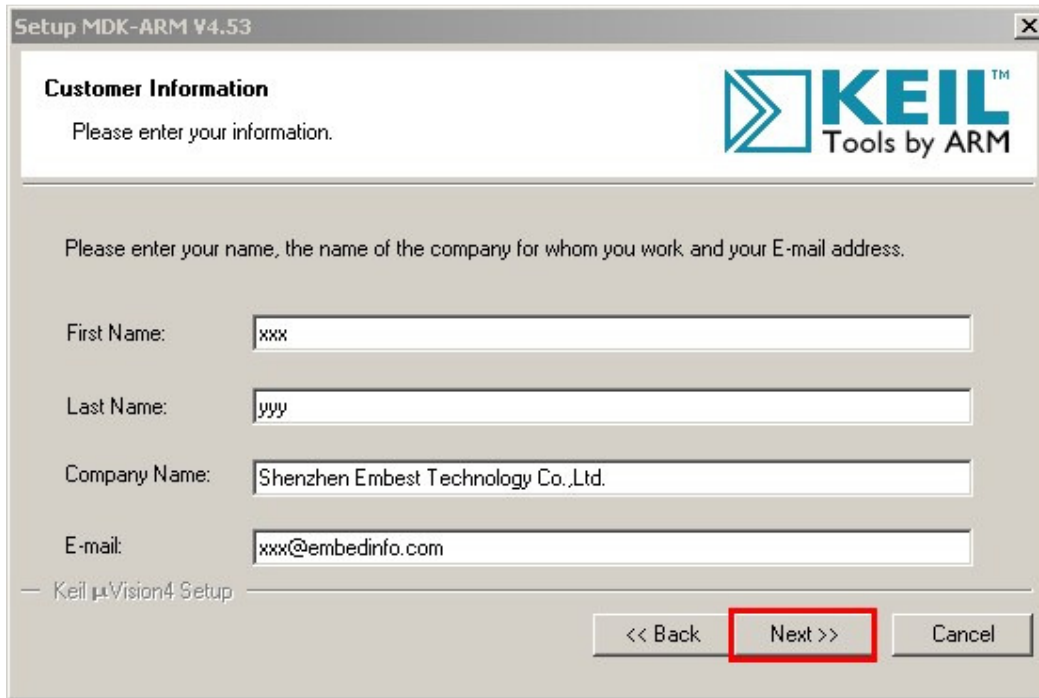 Setup MDK-ARM V4.53
Customer Information
Please enter your information.
KEIL™
Tools by ARM
Please enter your name, the name of the company for whom you work and your E-mail address.
First Name: xxx
Last Name: yyy
Company Name: Shenzhen Embest Technology Co.,Ltd.
E-mail: xxx@embedinfo.com
Keil µVision4 Setup
<< Back Next >> Cancel